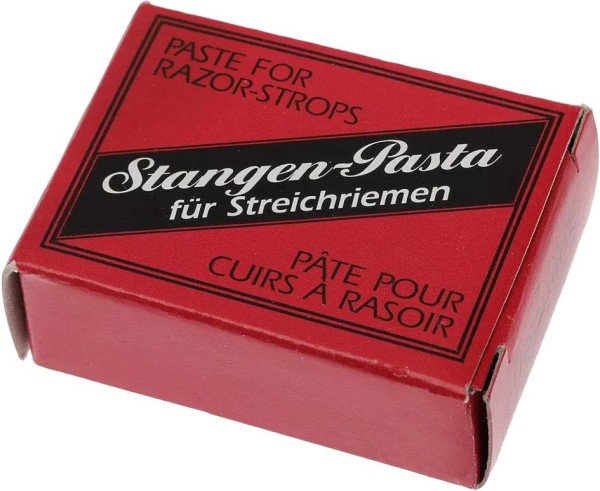 PASTE FOR
RAZOR-STROPS
Stangen-Pasta
für Streichriemen
PÂTE POUR
CUIRS À RASOIR